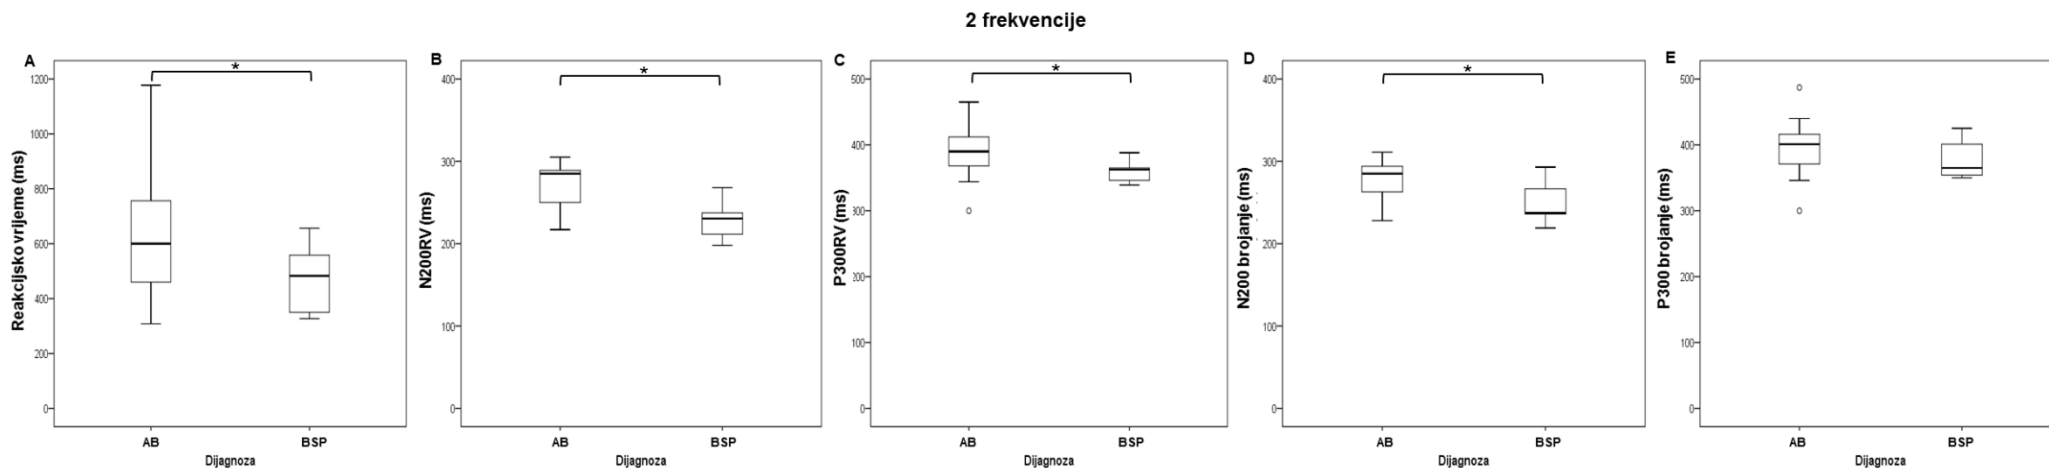 2 frekvencije
A
*
Reakcijsko vrijeme (ms)
1200
1000
800
600
400
200
0
AB
BSP
Dijagnoza
B
*
N200RV (ms)
400
300
200
100
0
AB
BSP
Dijagnoza
C
*
P300RV (ms)
500
400
300
200
100
0
AB
BSP
Dijagnoza
D
*
N200 brojanje (ms)
400
300
200
100
0
AB
BSP
Dijagnoza
E
P300 brojanje (ms)
500
400
300
200
100
0
AB
BSP
Dijagnoza